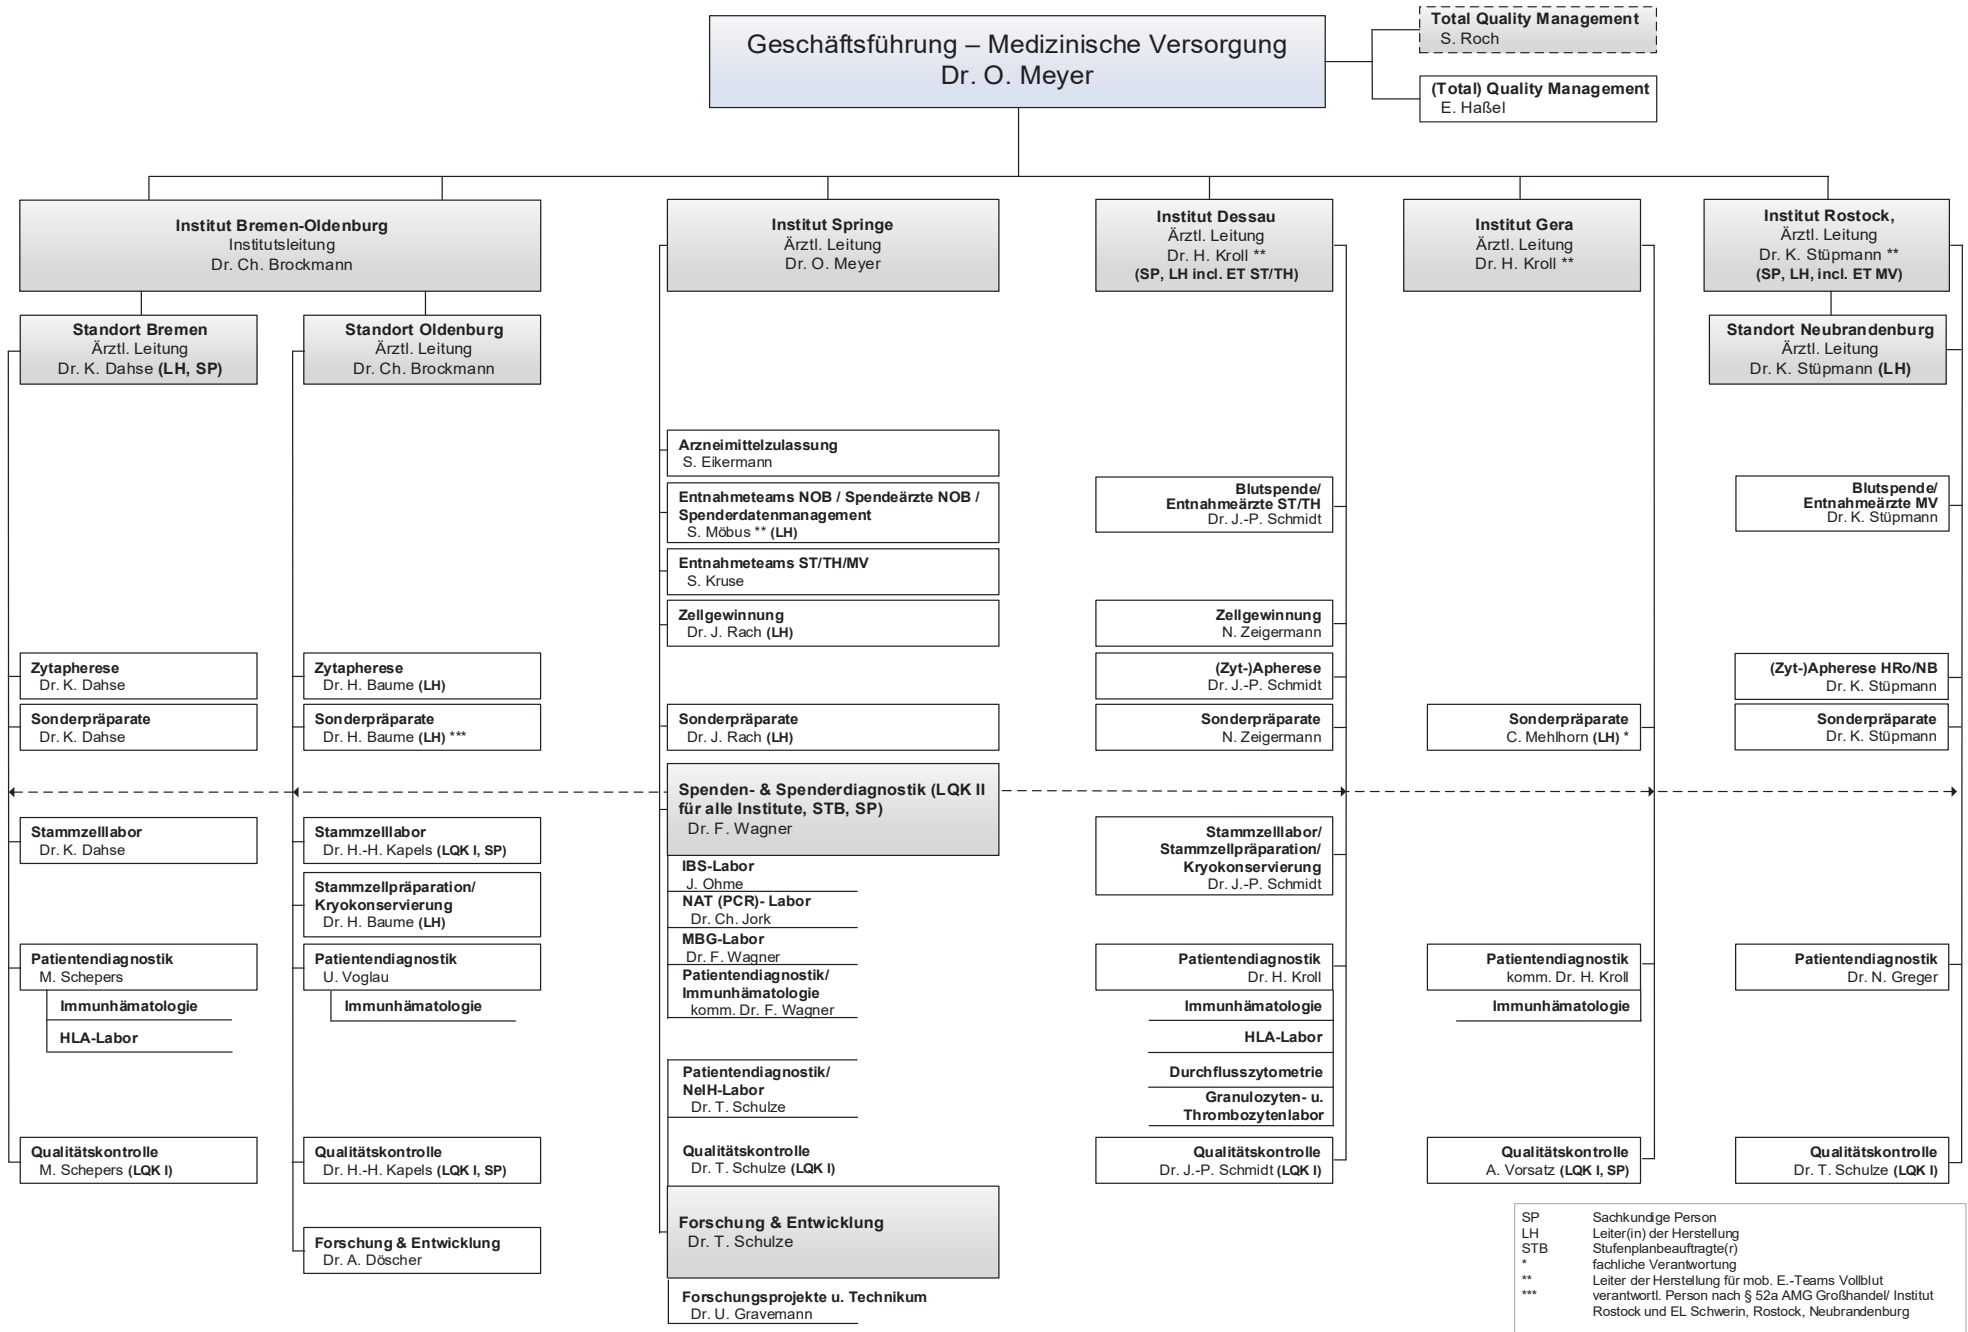 Geschäftsführung – Medizinische Versorgung
Dr. O. Meyer
Total Quality Management
S. Roch
(Total) Quality Management
E. Haßel
Institut Bremen-Oldenburg
Institutsleitung
Dr. Ch. Brockmann
Standort Bremen
Ärztl. Leitung
Dr. K. Dahse (LH, SP)
Zytapherese
Dr. K. Dahse
Sonderpräparate
Dr. K. Dahse
Stammzelllabor
Dr. K. Dahse
Patientendiagnostik
M. Schepers
Immunhämatologie
HLA-Labor
Qualitätskontrolle
M. Schepers (LQK I)
Standort Oldenburg
Ärztl. Leitung
Dr. Ch. Brockmann
Zytapherese
Dr. H. Baume (LH)
Sonderpräparate
Dr. H. Baume (LH) ***
Stammzelllabor
Dr. H.-H. Kapels (LQK I, SP)
Stammzellpräparation/
Kryokonservierung
Dr. H. Baume (LH)
Patientendiagnostik
U. Voglau
Immunhämatologie
Qualitätskontrolle
Dr. H.-H. Kapels (LQK I, SP)
Forschung & Entwicklung
Dr. A. Döscher
Institut Springe
Ärztl. Leitung
Dr. O. Meyer
Arzneimittelzulassung
S. Eikermann
Entnahmeteams NOB / Spendeärzte NOB /
Spenderdatenmanagement
S. Möbus ** (LH)
Entnahmeteams ST/TH/MV
S. Kruse
Zellgewinnung
Dr. J. Rach (LH)
Sonderpräparate
Dr. J. Rach (LH)
Spenden- & Spenderdiagnostik (LQK II
für alle Institute, STB, SP)
Dr. F. Wagner
IBS-Labor
J. Ohme
NAT (PCR)- Labor
Dr. Ch. Jork
MBG-Labor
Dr. F. Wagner
Patientendiagnostik/
Immunhämatologie
komm. Dr. F. Wagner
Patientendiagnostik/
NeIH-Labor
Dr. T. Schulze
Qualitätskontrolle
Dr. T. Schulze (LQK I)
Forschung & Entwicklung
Dr. T. Schulze
Forschungsprojekte u. Technikum
Dr. U. Gravemann
Institut Dessau
Ärztl. Leitung
Dr. H. Kroll **
(SP, LH incl. ET ST/TH)
Blutspende/
Entnahmeärzte ST/TH
Dr. J.-P. Schmidt
Zellgewinnung
N. Zeigermann
(Zyt-)Apherese
Dr. J.-P. Schmidt
Sonderpräparate
N. Zeigermann
Stammzelllabor/
Stammzellpräparation/
Kryokonservierung
Dr. J.-P. Schmidt
Patientendiagnostik
Dr. H. Kroll
Immunhämatologie
HLA-Labor
Durchflusszytometrie
Granulozyten- u.
Thrombozytenlabor
Qualitätskontrolle
Dr. J.-P. Schmidt (LQK I)
Institut Gera
Ärztl. Leitung
Dr. H. Kroll **
Sonderpräparate
C. Mehlhorn (LH) *
Patientendiagnostik
komm. Dr. H. Kroll
Immunhämatologie
Qualitätskontrolle
A. Vorsatz (LQK I, SP)
Institut Rostock,
Ärztl. Leitung
Dr. K. Stüpmann **
(SP, LH, incl. ET MV)
Standort Neubrandenburg
Ärztl. Leitung
Dr. K. Stüpmann (LH)
Blutspende/
Entnahmeärzte MV
Dr. K. Stüpmann
(Zyt-)Apherese HRo/NB
Dr. K. Stüpmann
Sonderpräparate
Dr. K. Stüpmann
Patientendiagnostik
Dr. N. Greger
Qualitätskontrolle
Dr. T. Schulze (LQK I)
SP Sachkundige Person
LH Leiter(in) der Herstellung
STB Stufenplanbeauftragte(r)
* fachliche Verantwortung
** Leiter der Herstellung für mob. E.-Teams Vollblut
*** verantwortl. Person nach § 52a AMG Großhandel/ Institut
Rostock und EL Schwerin, Rostock, Neubrandenburg